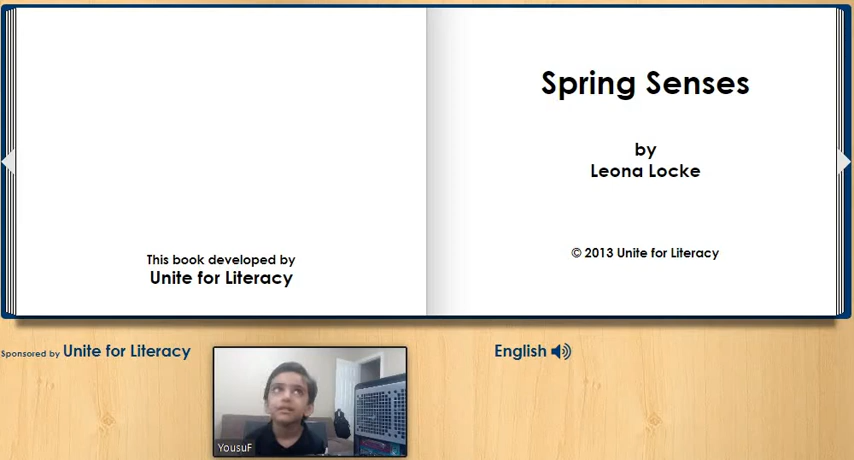 This book developed by
Unite for Literacy
Spring Senses
by
Leona Locke
© 2013 Unite for Literacy
Sponsored by Unite for Literacy
English
YousuF